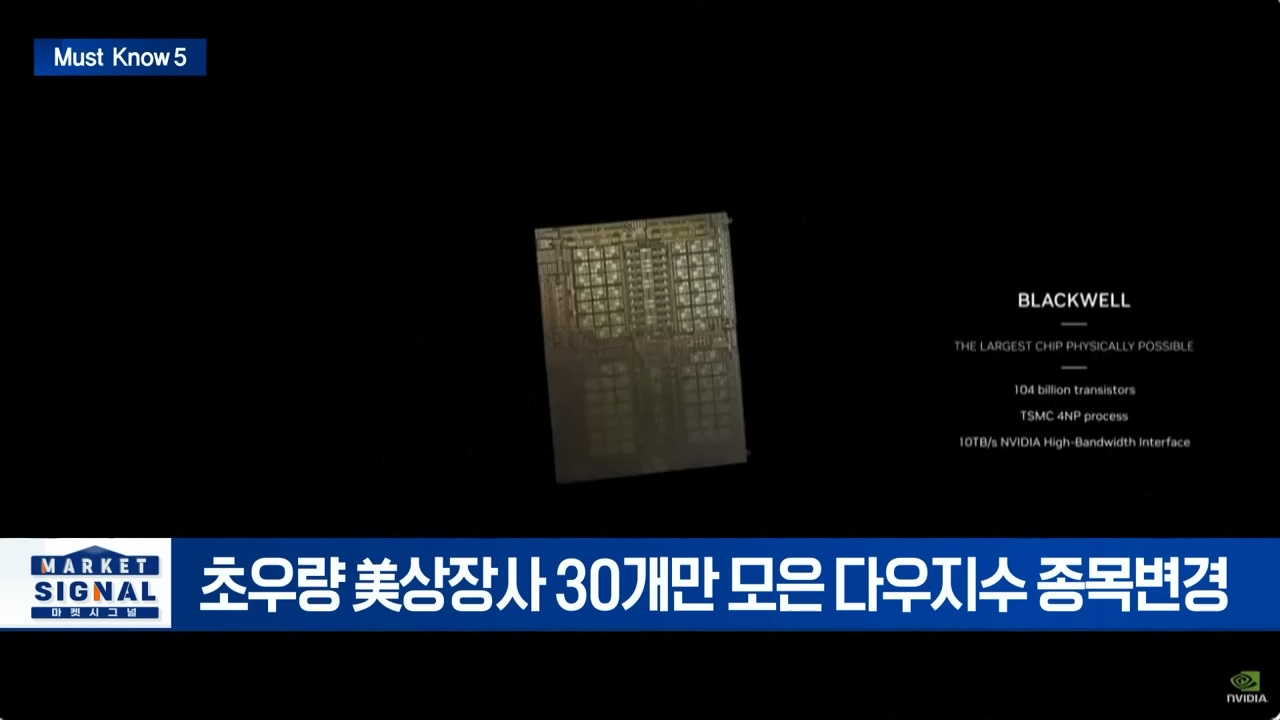 Must Know 5
BLACKWELL
THE LARGEST CHIP PHYSICALLY POSSIBLE
104 billion transistors
TSMC 4NP process
10TB/s NVIDIA High-Bandwidth Interface
MARKET
SIGNAL
마켓시그널
초우량 美상장사 30개만 모은 다우지수 종목변경
NVIDIA